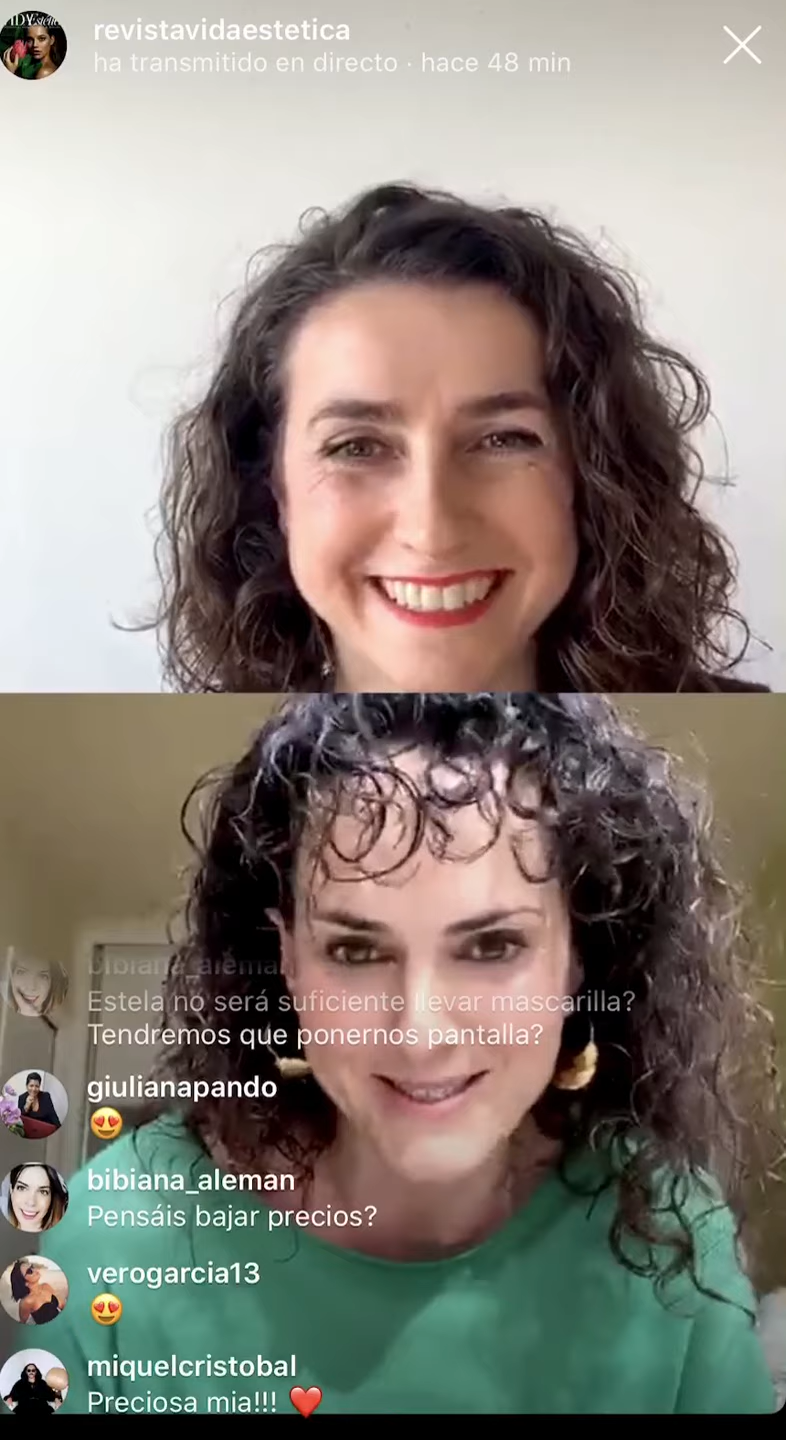 revistavidaestetica
ha transmitido en directo · hace 48 min
bibiana_aleman
Estela no será suficiente llevar mascarilla?
Tendremos que ponernos pantalla?
giulianapando
😍
bibiana_aleman
Pensáis bajar precios?
verogarcia13
😍
miquelcristobal
Preciosa mia!!! ❤️